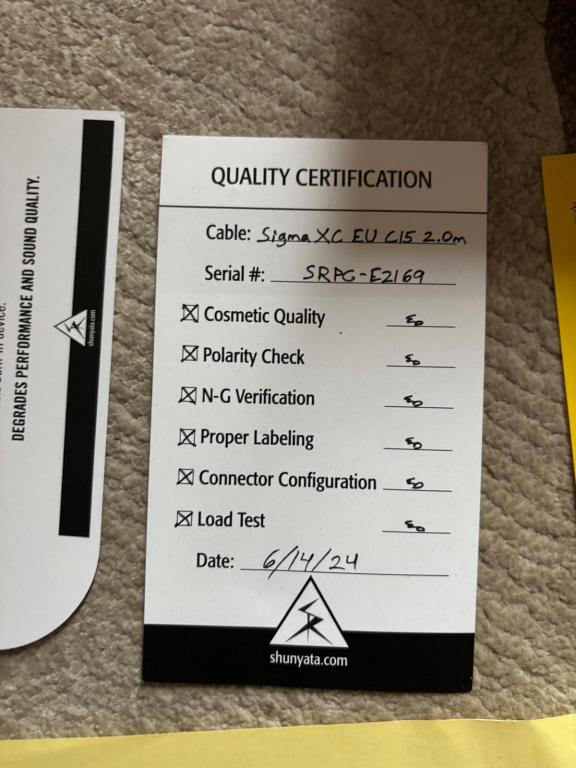 QUALITY CERTIFICATION
Cable: Sigma XC EU C15 2.0m
Serial #: SRPC-E2169
Cosmetic Quality
Polarity Check
N-G Verification
Proper Labeling
Connector Configuration
Load Test
Date: 6/14/24
shunyata.com
DEGRADES PERFORMANCE AND SOUND QUALITY.
shunyata.com